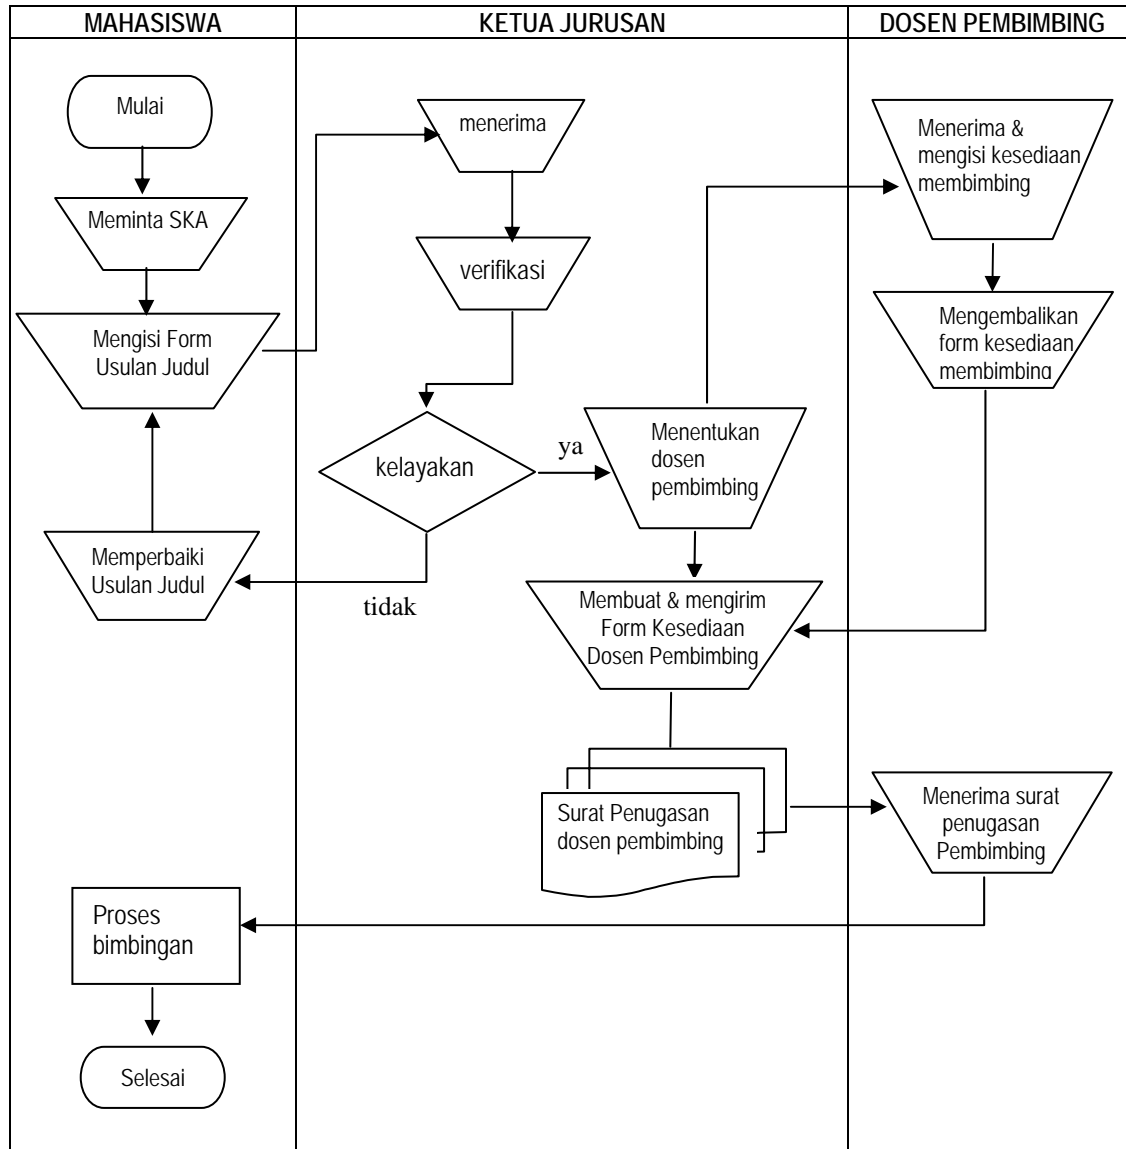 MAHASISWA
KETUA JURUSAN
DOSEN PEMBIMBING
Mulai
Meminta SKA
Mengisi Form
Usulan Judul
Memperbaiki
Usulan Judul
Proses
bimbingan
Selesai
menerima
verifikasi
kelayakan
ya
tidak
Menentukan
dosen
pembimbing
Membuat & mengirim
Form Kesediaan
Dosen Pembimbing
Surat Penugasan
dosen pembimbing
Menerima &
mengisi kesediaan
membimbing
Mengembalikan
form kesediaan
membimbing
Menerima surat
penugasan
Pembimbing